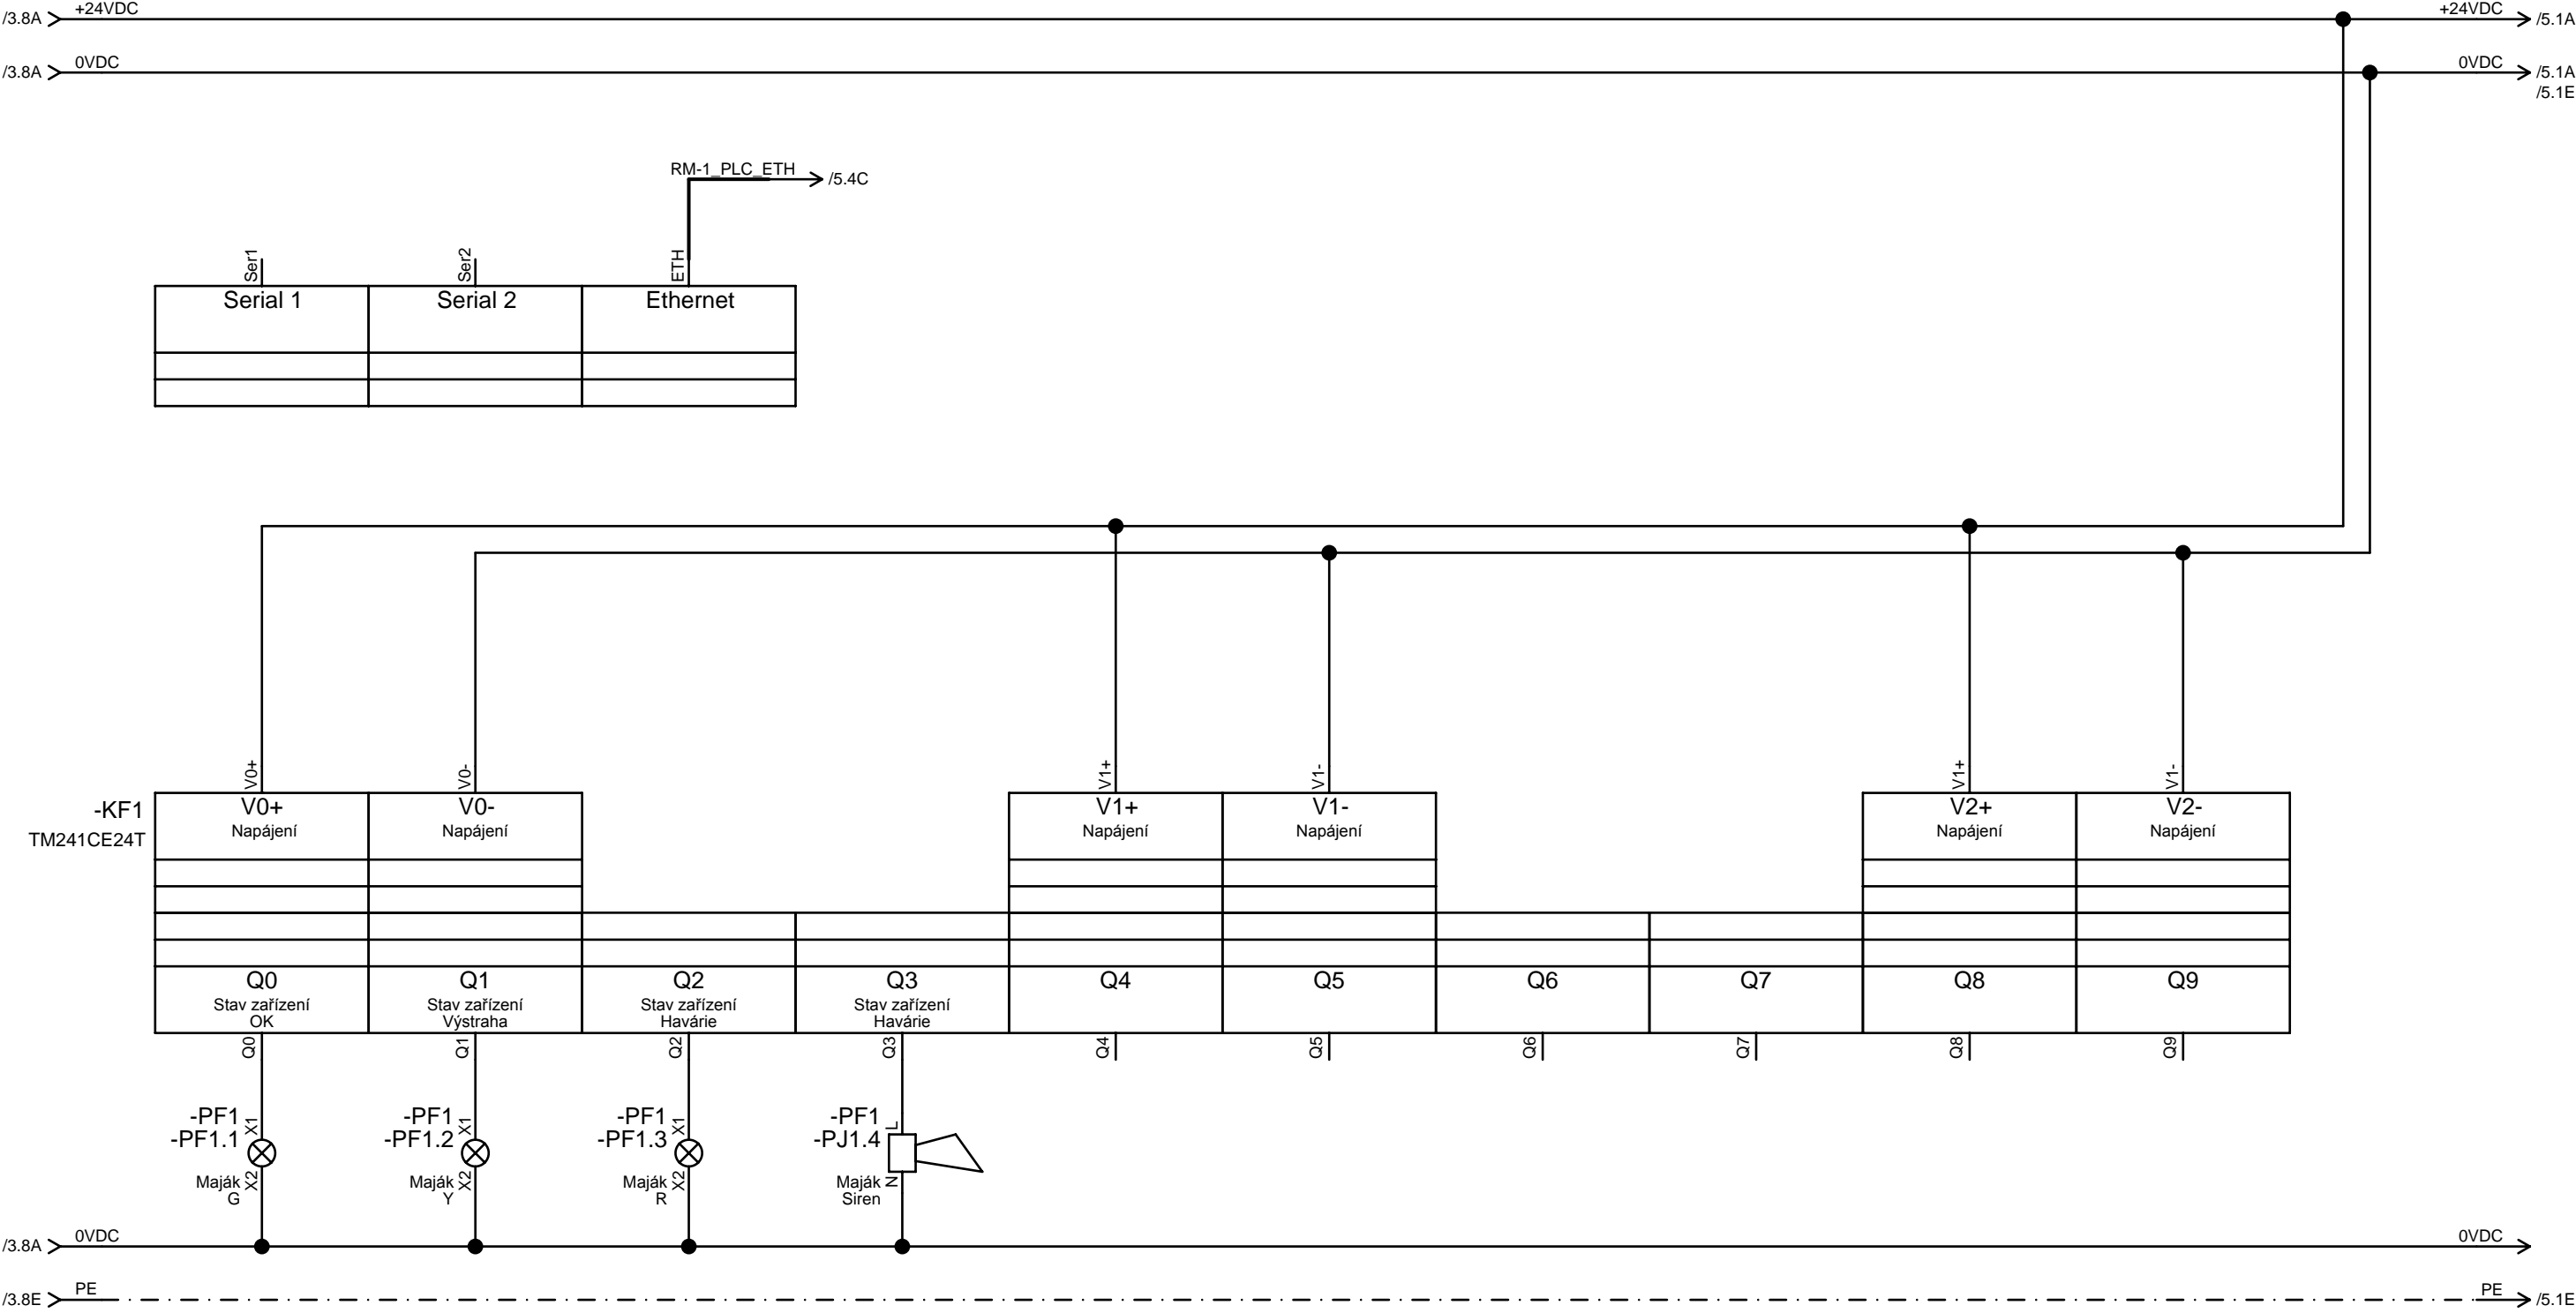 /3.8A +24VDC +24VDC /5.1A
/3.8A 0VDC 0VDC /5.1A
/5.1E
RM-1_PLC_ETH /5.4C
Ser1 Ser2 ETH
Serial 1 Serial 2 Ethernet
V0+ V0- V1+ V1- V1+ V1-
-KF1 V0+ V0- V1+ V1- V2+ V2-
Napájení Napájení Napájení Napájení Napájení Napájení
TM241CE24T
Q0 Q1 Q2 Q3 Q4 Q5 Q6 Q7 Q8 Q9
Stav zařízení Stav zařízení Stav zařízení Stav zařízení
OK Výstraha Havárie Havárie
Q0 Q1 Q2 Q3 Q4 Q5 Q6 Q7 Q8 Q9
-PF1 X1 -PF1 X1 -PF1 X1 -PF1 L
-PF1.1 -PF1.2 -PF1.3 -PJ1.4
Maják X2 Maják X2 Maják X2 Maják N
G Y R Siren
/3.8A 0VDC 0VDC
/3.8E PE PE /5.1E